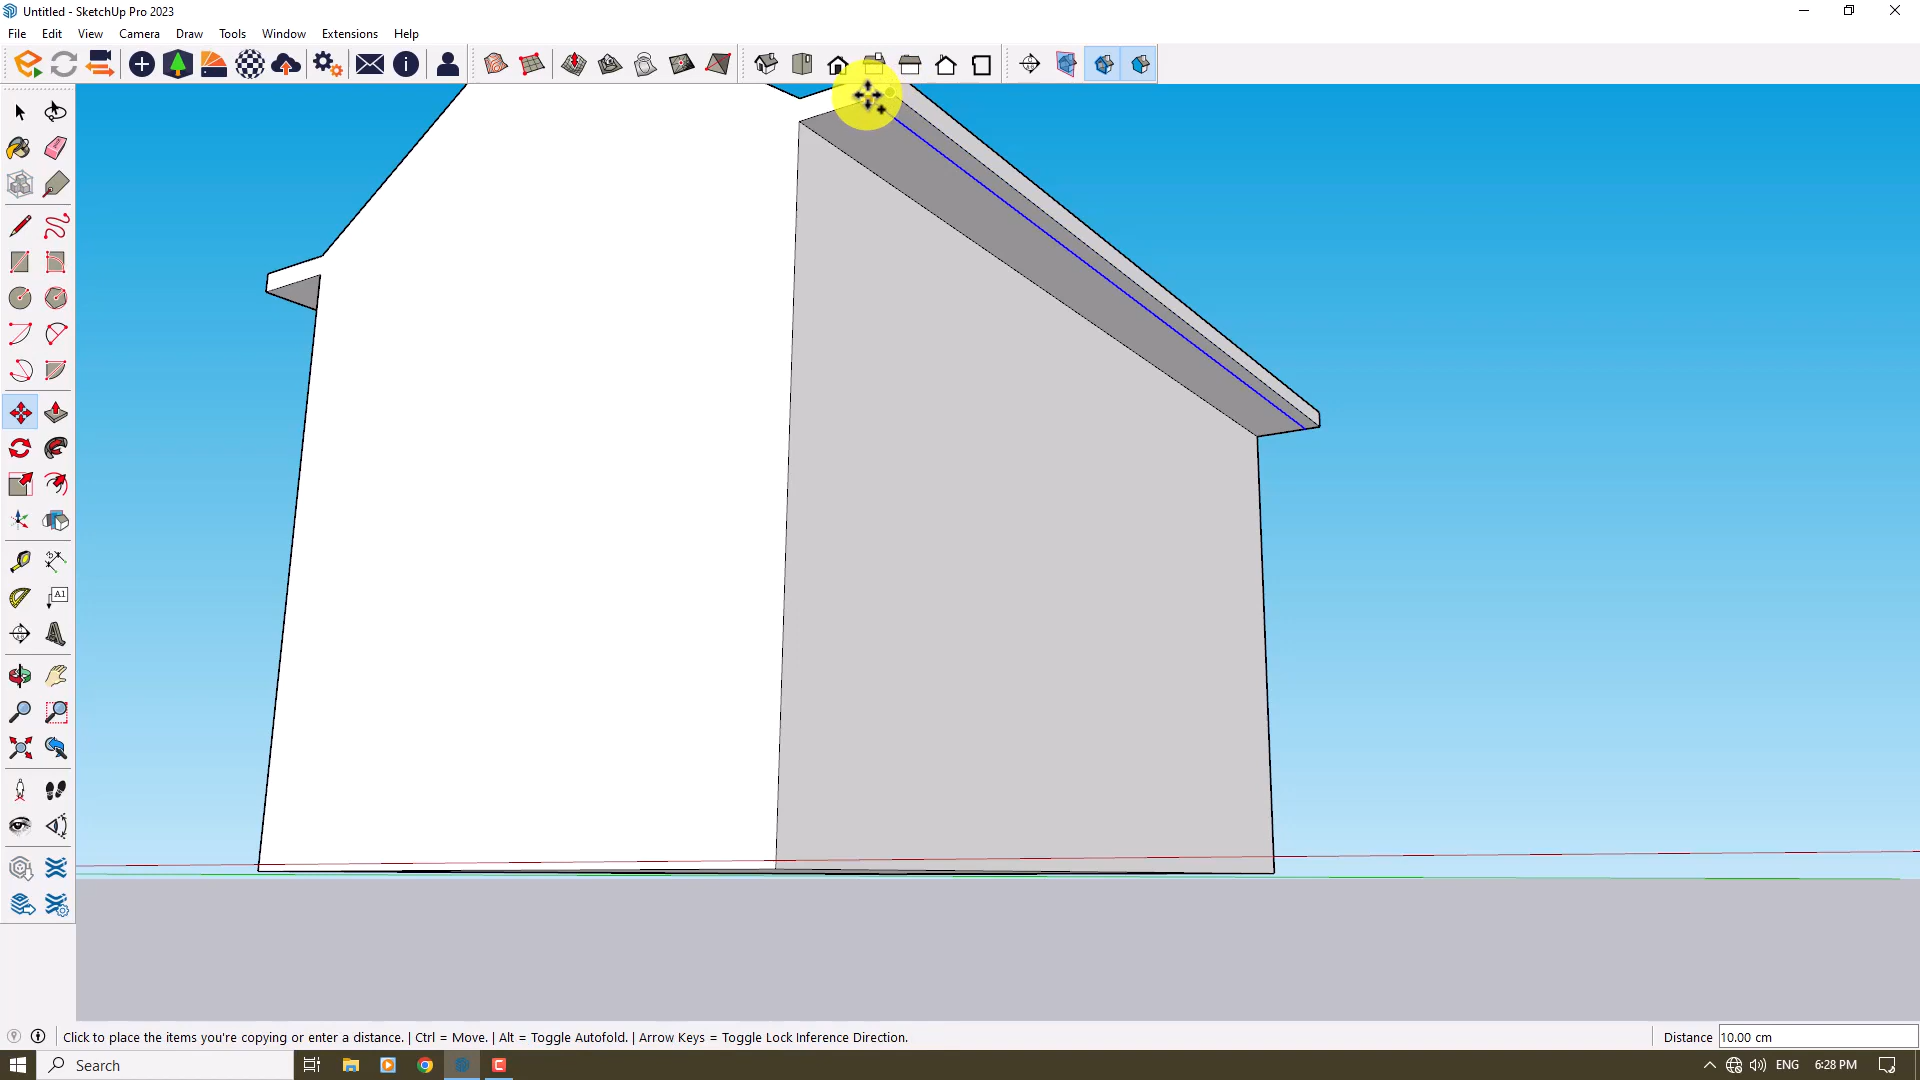 Untitled - SketchUp Pro 2023
File Edit View Camera Draw Tools Window Extensions Help
A1
Click to place the items you're copying or enter a distance. | Ctrl = Move. | Alt = Toggle Autofold. | Arrow Keys = Toggle Lock Inference Direction.
Distance 10.00 cm
Search
ENG 6:28 PM